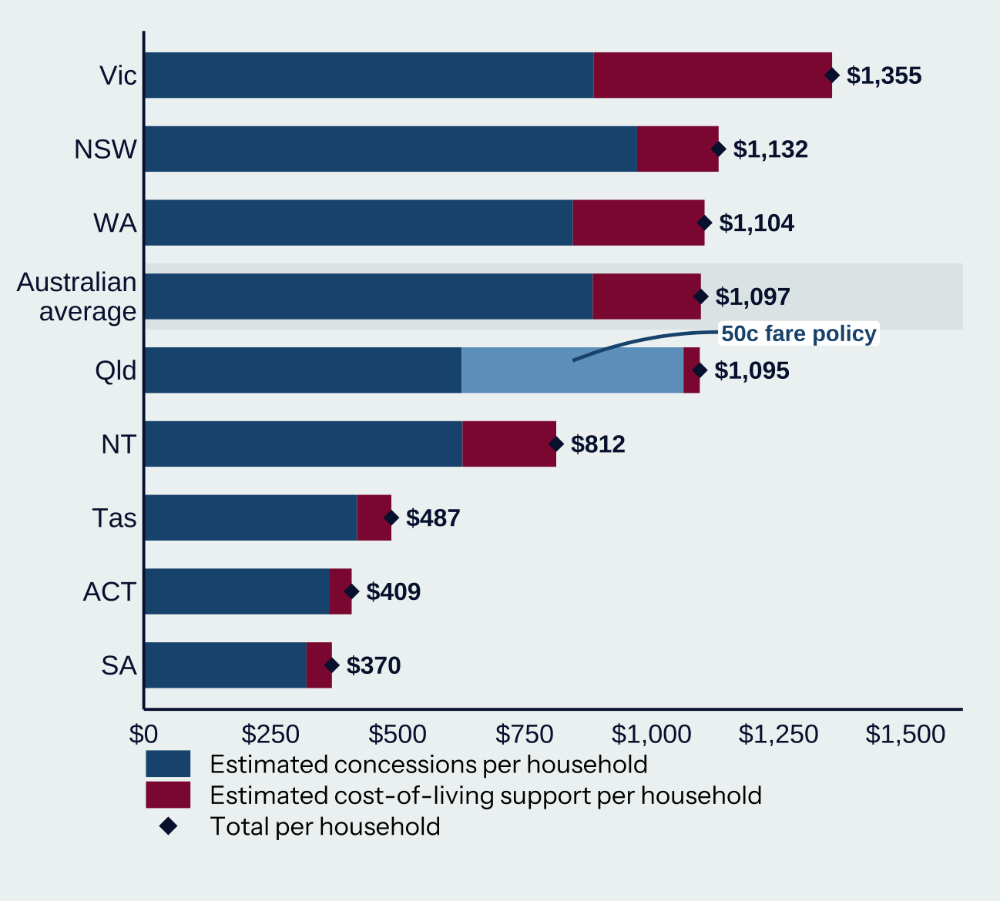 Vic
$1,355
NSW
$1,132
WA
$1,104
Australian
average
$1,097
50c fare policy
Qld
$1,095
NT
$812
Tas
$487
ACT
$409
SA
$370
$0 $250 $500 $750 $1,000 $1,250 $1,500
Estimated concessions per household
Estimated cost-of-living support per household
Total per household